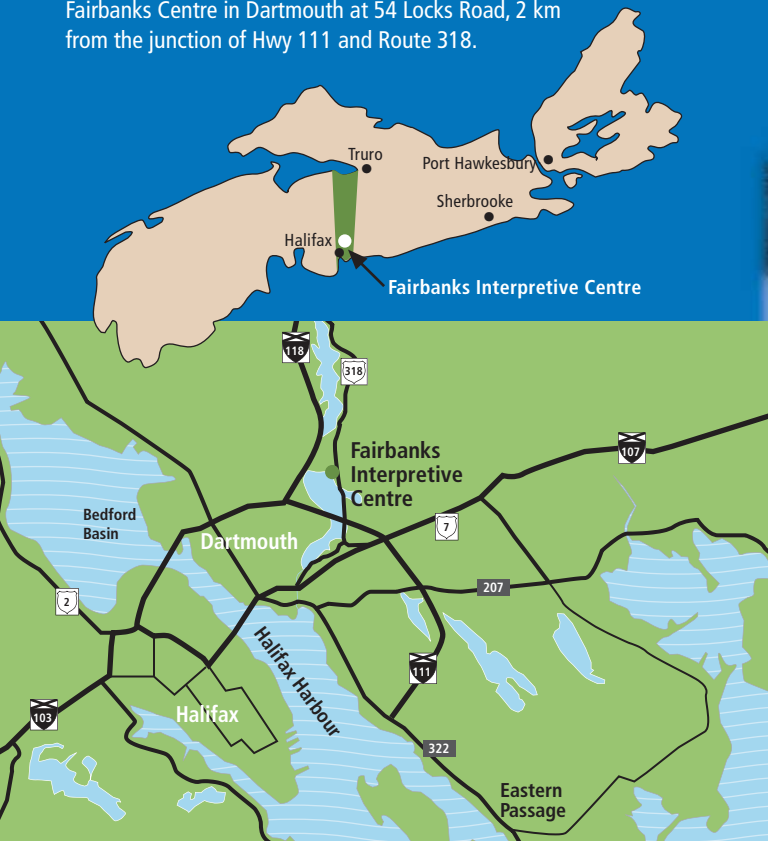 Fairbanks Centre in Dartmouth at 54 Locks Road, 2 km
from the junction of Hwy 111 and Route 318.
Truro
Port Hawkesbury
Sherbrooke
Halifax
Fairbanks Interpretive Centre
118
318
Fairbanks
Interpretive
Centre
107
Bedford
Basin
7
Dartmouth
207
2
Halifax Harbour
111
103
Halifax
322
Eastern
Passage